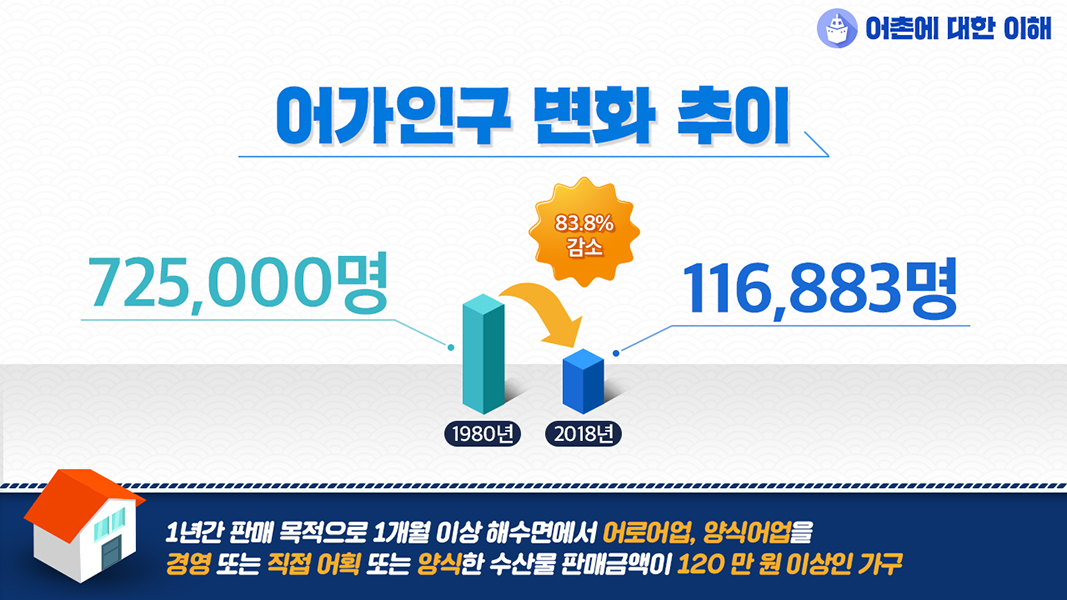 어촌에 대한 이해
어가인구 변화 추이
83.8%
감소
725,000명
116,883명
1980년
2018년
1년간 판매 목적으로 1개월 이상 해수면에서 어로어업, 양식어업을
경영 또는 직접 어획 또는 양식한 수산물 판매금액이 120 만 원 이상인 가구